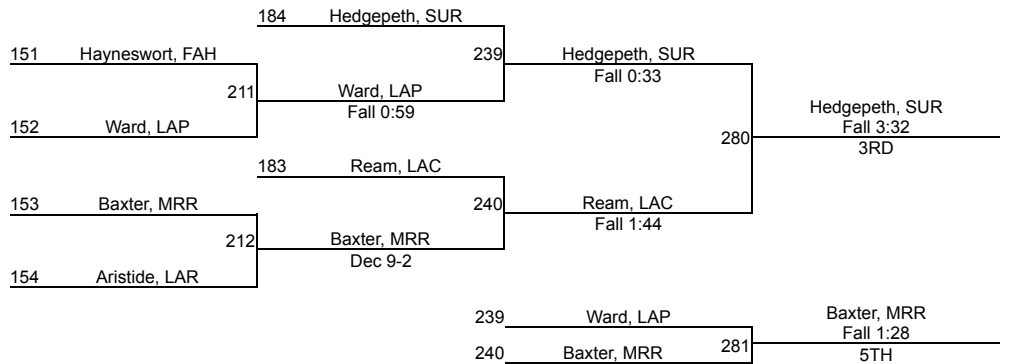 184 Hedgepeth, SUR
151 Hayneswort, FAH
239
Hedgepeth, SUR
Fall 0:33
211
Ward, LAP
Fall 0:59
152 Ward, LAP
Hedgepeth, SUR
Fall 3:32
3RD
280
183 Ream, LAC
153 Baxter, MRR
240
Ream, LAC
Fall 1:44
212
Baxter, MRR
Dec 9-2
154 Aristide, LAR
239 Ward, LAP
Baxter, MRR
Fall 1:28
5TH
281
240 Baxter, MRR